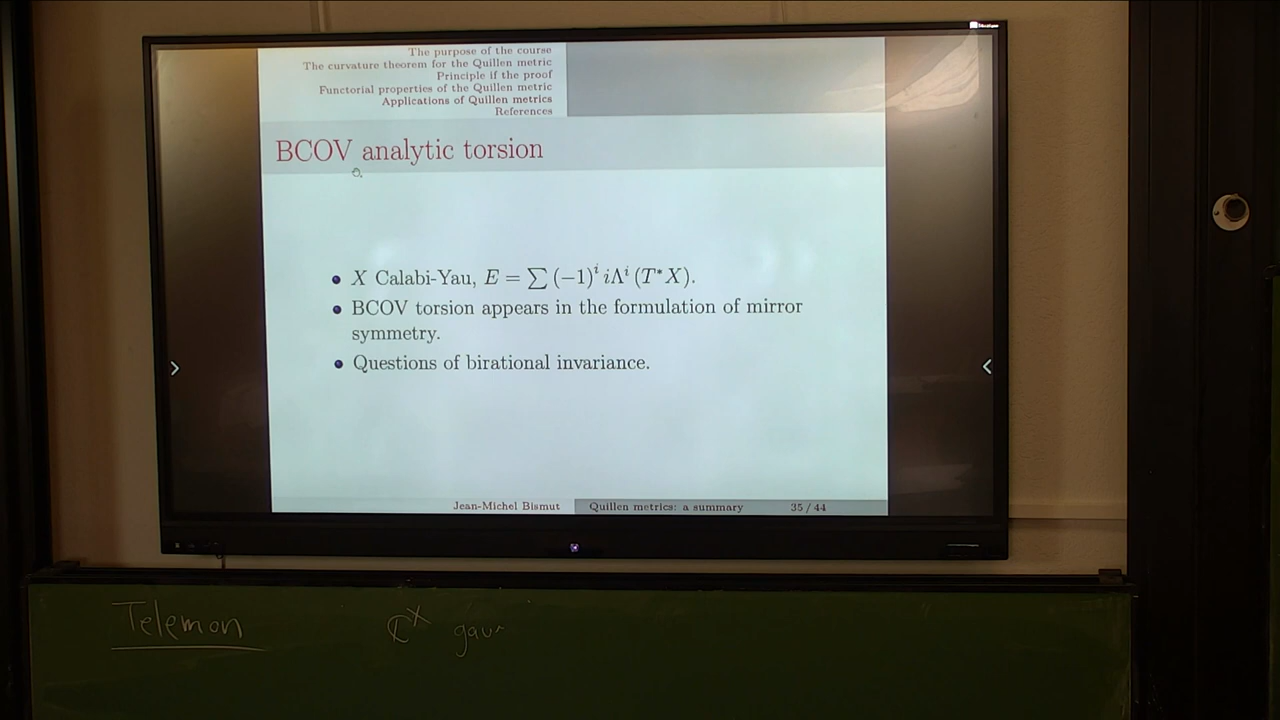 The purpose of the course
The curvature theorem for the Quillen metric
Principle if the proof
Functorial properties of the Quillen metric
Applications of Quillen metrics
References
BCOV analytic torsion
X Calabi-Yau, E = ∑ (−1)^i iΛ^i (T*X).
BCOV torsion appears in the formulation of mirror
symmetry.
Questions of birational invariance.
Jean-Michel Bismut Quillen metrics: a summary 35 / 44
Telemon ℂ^X